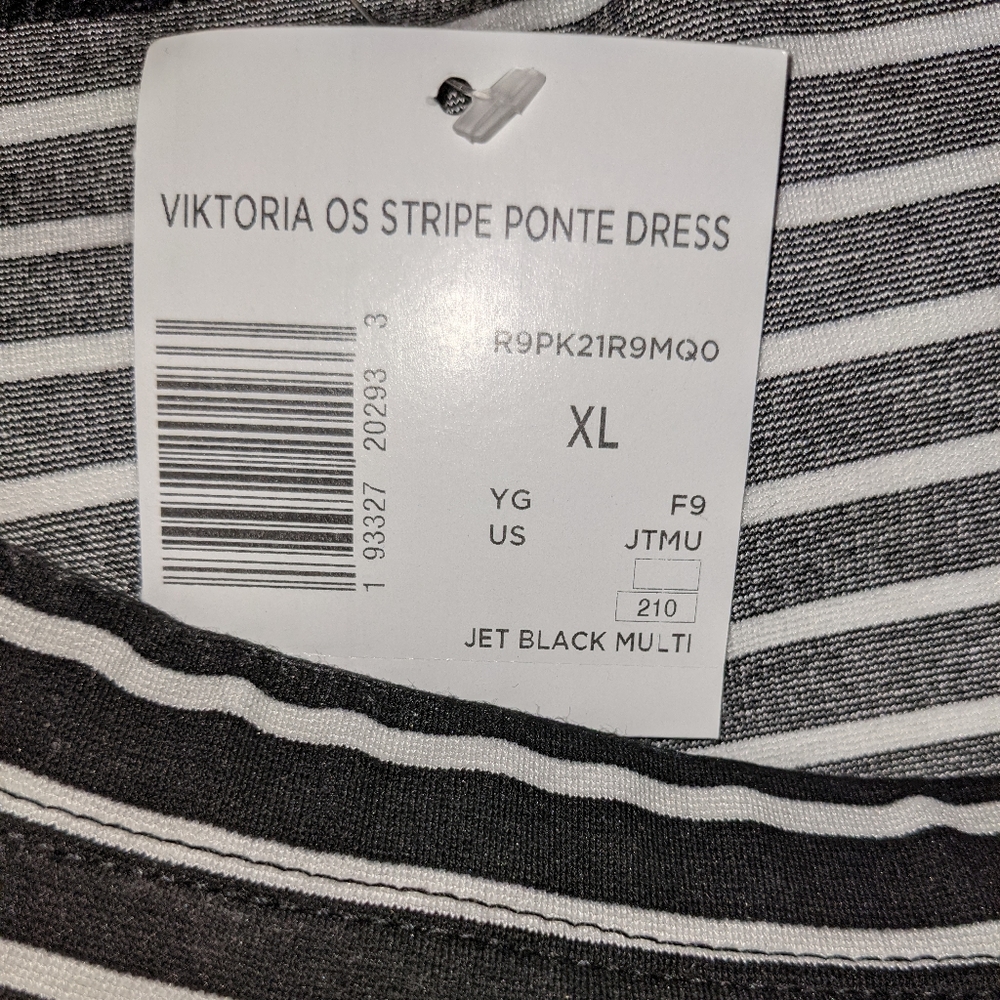 VIKTORIA OS STRIPE PONTE DRESS
1 93327 20293 3
R9PK21R9MQ0
XL
YG F9
US JTMU
210
JET BLACK MULTI